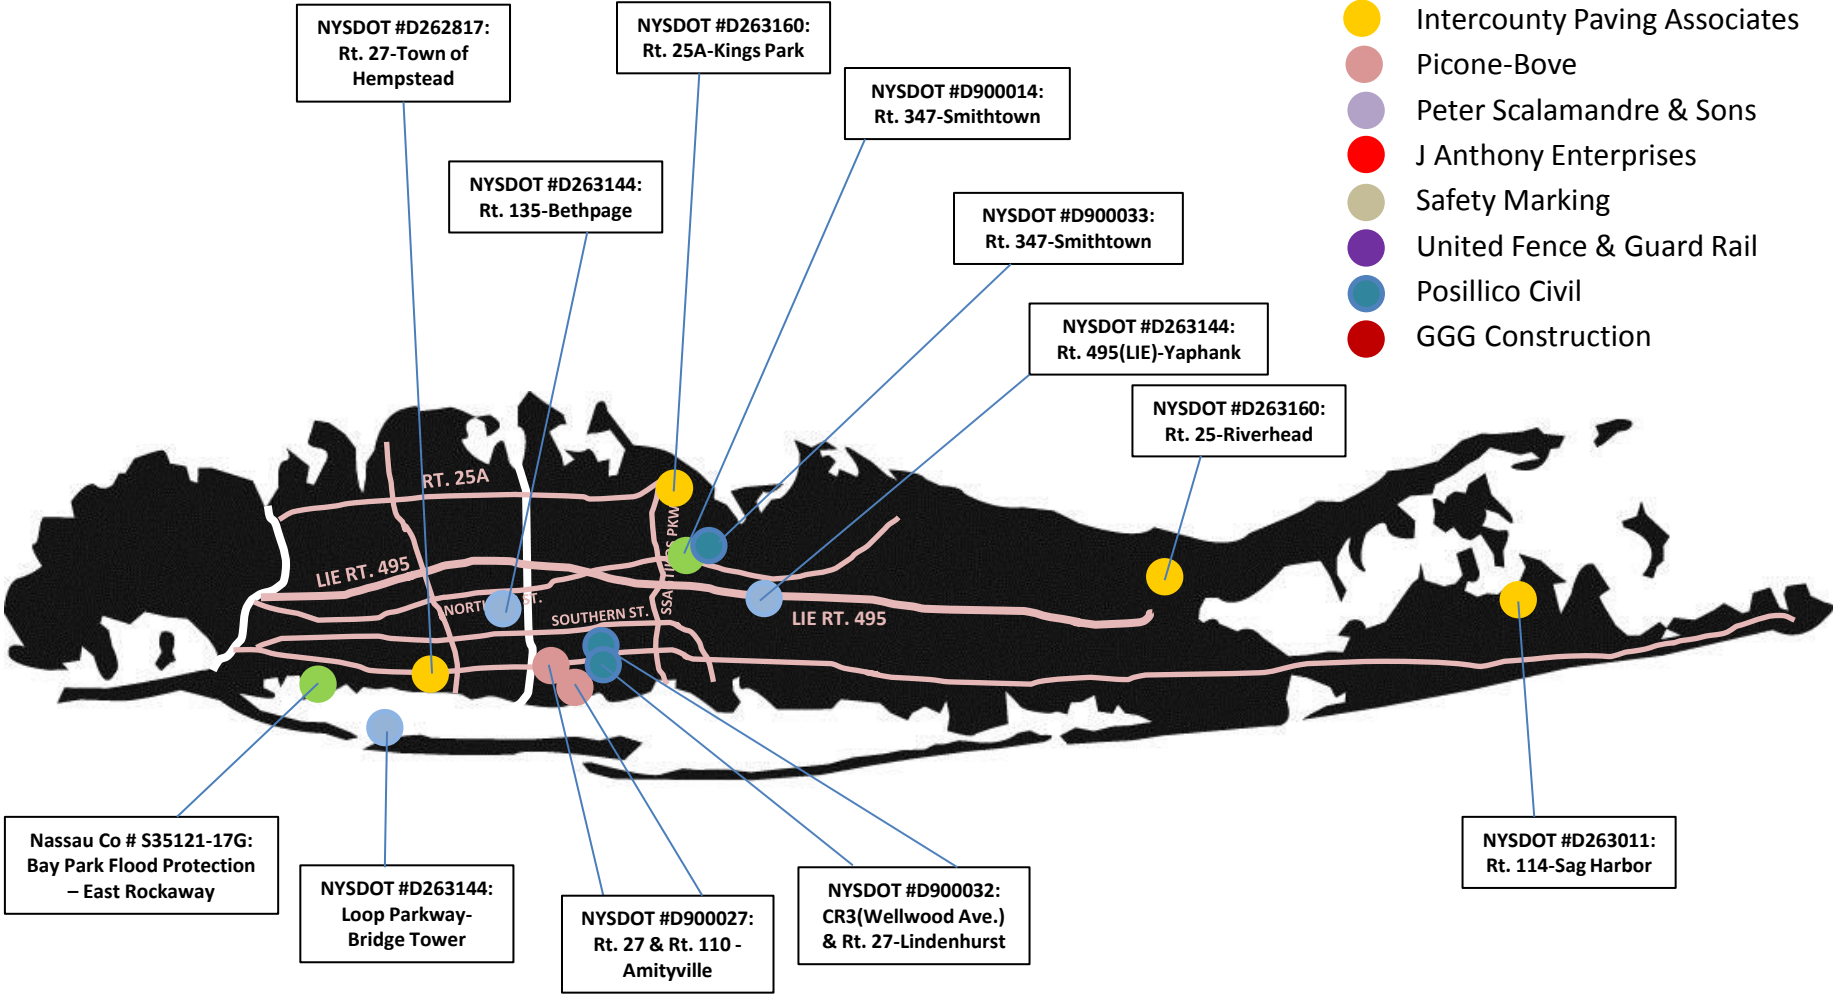 NYSDOT #D262817:
Rt. 27-Town of
Hempstead
NYSDOT #D263160:
Rt. 25A-Kings Park
NYSDOT #D900014:
Rt. 347-Smithtown
NYSDOT #D263144:
Rt. 135-Bethpage
NYSDOT #D900033:
Rt. 347-Smithtown
NYSDOT #D263144:
Rt. 495(LIE)-Yaphank
NYSDOT #D263160:
Rt. 25-Riverhead
Intercounty Paving Associates
Picone-Bove
Peter Scalamandre & Sons
J Anthony Enterprises
Safety Marking
United Fence & Guard Rail
Posillico Civil
GGG Construction
RT. 25A
LIE RT. 495
ST.
SOUTHERN ST.
PKW
LIE RT. 495
Nassau Co # S35121-17G:
Bay Park Flood Protection
– East Rockaway
NYSDOT #D263144:
Loop Parkway-
Bridge Tower
NYSDOT #D900027:
Rt. 27 & Rt. 110 -
Amityville
NYSDOT #D900032:
CR3(Wellwood Ave.)
& Rt. 27-Lindenhurst
NYSDOT #D263011:
Rt. 114-Sag Harbor